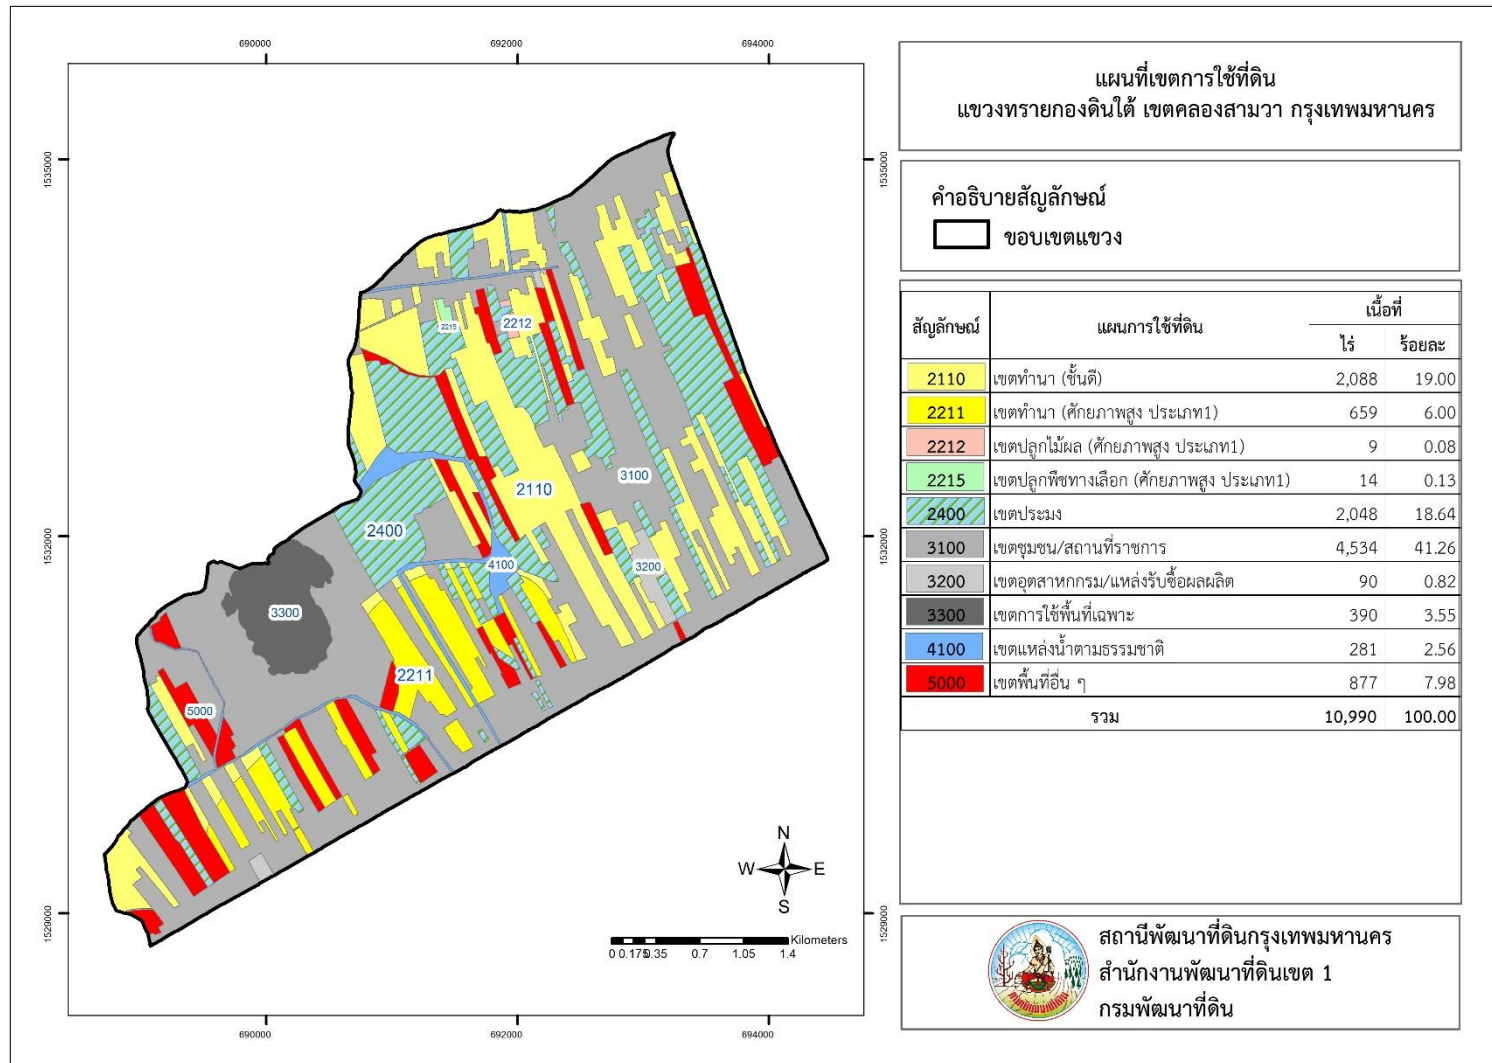 แผนที่เขตการใช้ที่ดิน
แขวงทรายกองดินใต้ เขตคลองสามวา กรุงเทพมหานคร
คำอธิบายสัญลักษณ์
ขอบเขตแขวง
สัญลักษณ์ แผนการใช้ที่ดิน เนื้อที่
ไร่ ร้อยละ
2110 เขตทำนา (ชั้นดี) 2,088 19.00
2211 เขตทำนา (ศักยภาพสูง ประเภท1) 659 6.00
2212 เขตปลูกไม้ผล (ศักยภาพสูง ประเภท1) 9 0.08
2215 เขตปลูกพืชทางเลือก (ศักยภาพสูง ประเภท1) 14 0.13
2400 เขตประมง 2,048 18.64
3100 เขตชุมชน/สถานที่ราชการ 4,534 41.26
3200 เขตอุตสาหกกรม/แหล่งรับซื้อผลผลิต 90 0.82
3300 เขตการใช้พื้นที่เฉพาะ 390 3.55
4100 เขตแหล่งน้ำตามธรรมชาติ 281 2.56
5000 เขตพื้นที่อื่น ๆ 877 7.98
รวม 10,990 100.00
สถานีพัฒนาที่ดินกรุงเทพมหานคร
สำนักงานพัฒนาที่ดินเขต 1
กรมพัฒนาที่ดิน
กรมพัฒนาที่ดิน
690000 692000 694000
1535000 1535000
1532000 1532000
1529000 1529000
690000 692000 694000
2215
2212
3100
2110
2400
4100
3200
3300
2211
5000
N
W E
S
Kilometers
0 0.175 0.35 0.7 1.05 1.4